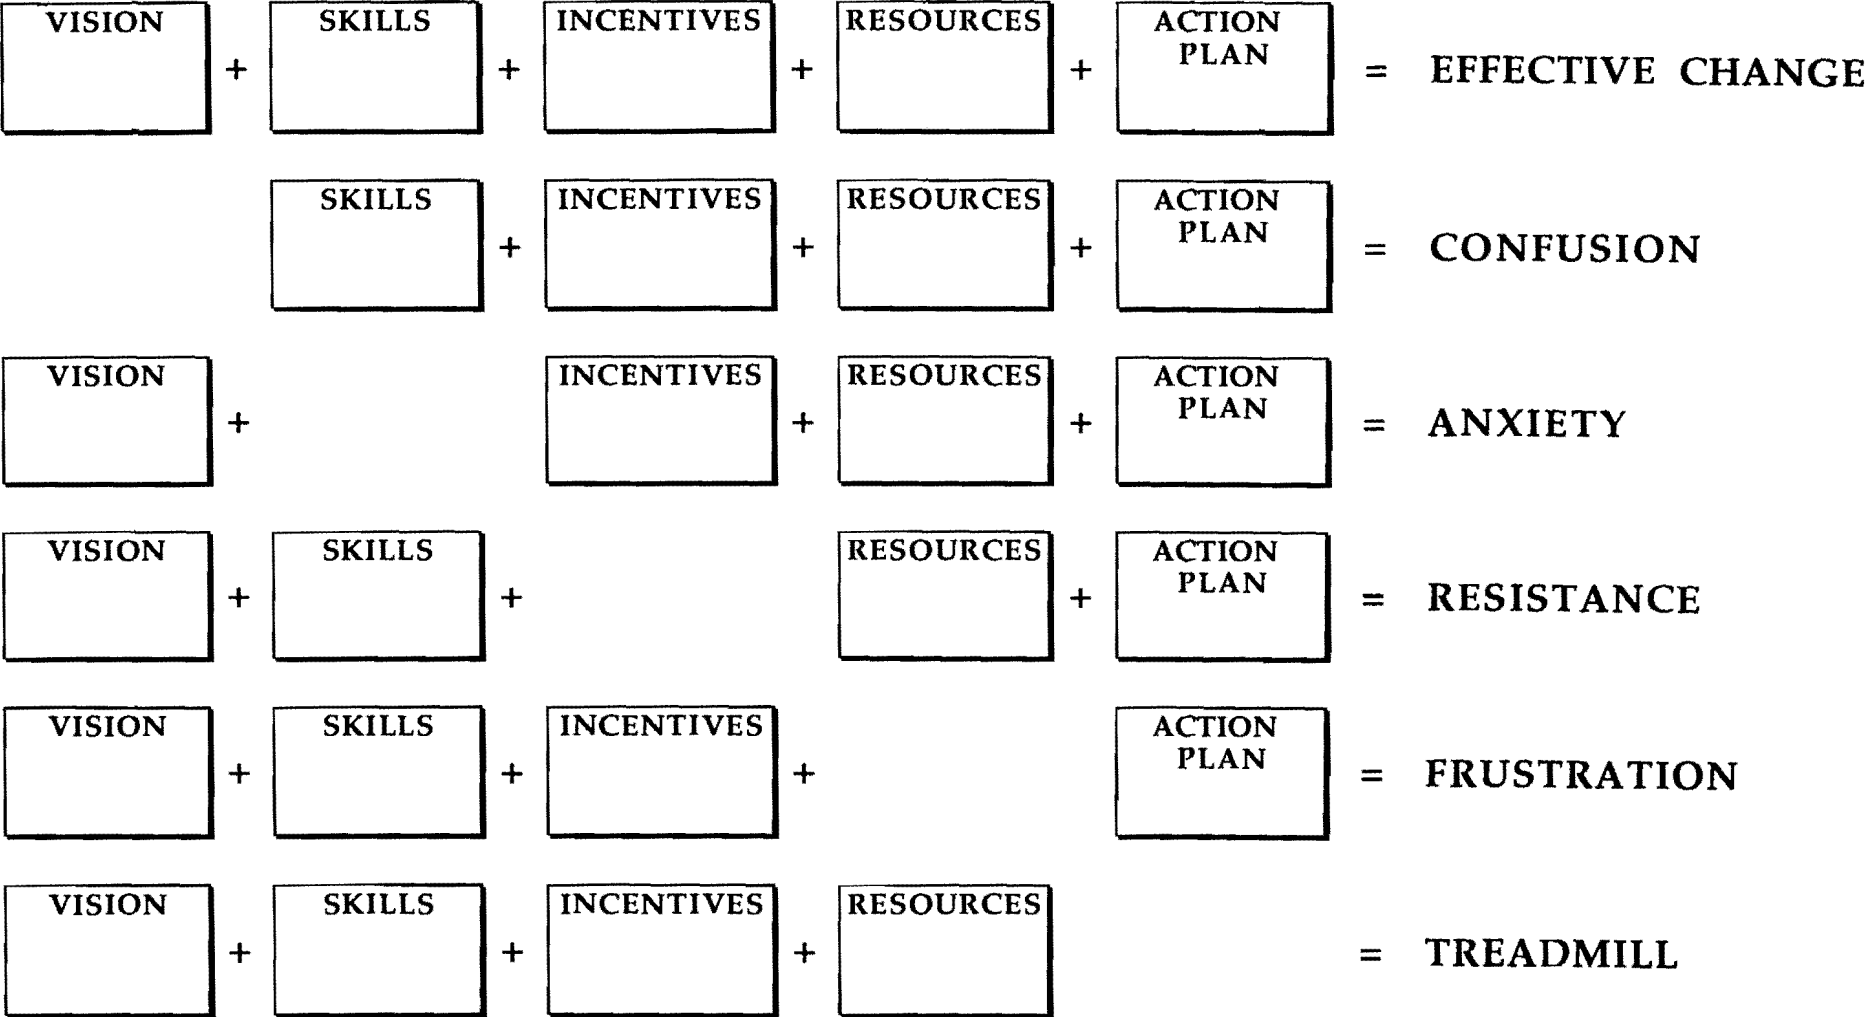 VISION + SKILLS + INCENTIVES + RESOURCES + ACTION PLAN = EFFECTIVE CHANGE
SKILLS + INCENTIVES + RESOURCES + ACTION PLAN = CONFUSION
VISION + INCENTIVES + RESOURCES + ACTION PLAN = ANXIETY
VISION + SKILLS + RESOURCES + ACTION PLAN = RESISTANCE
VISION + SKILLS + INCENTIVES + ACTION PLAN = FRUSTRATION
VISION + SKILLS + INCENTIVES + RESOURCES = TREADMILL